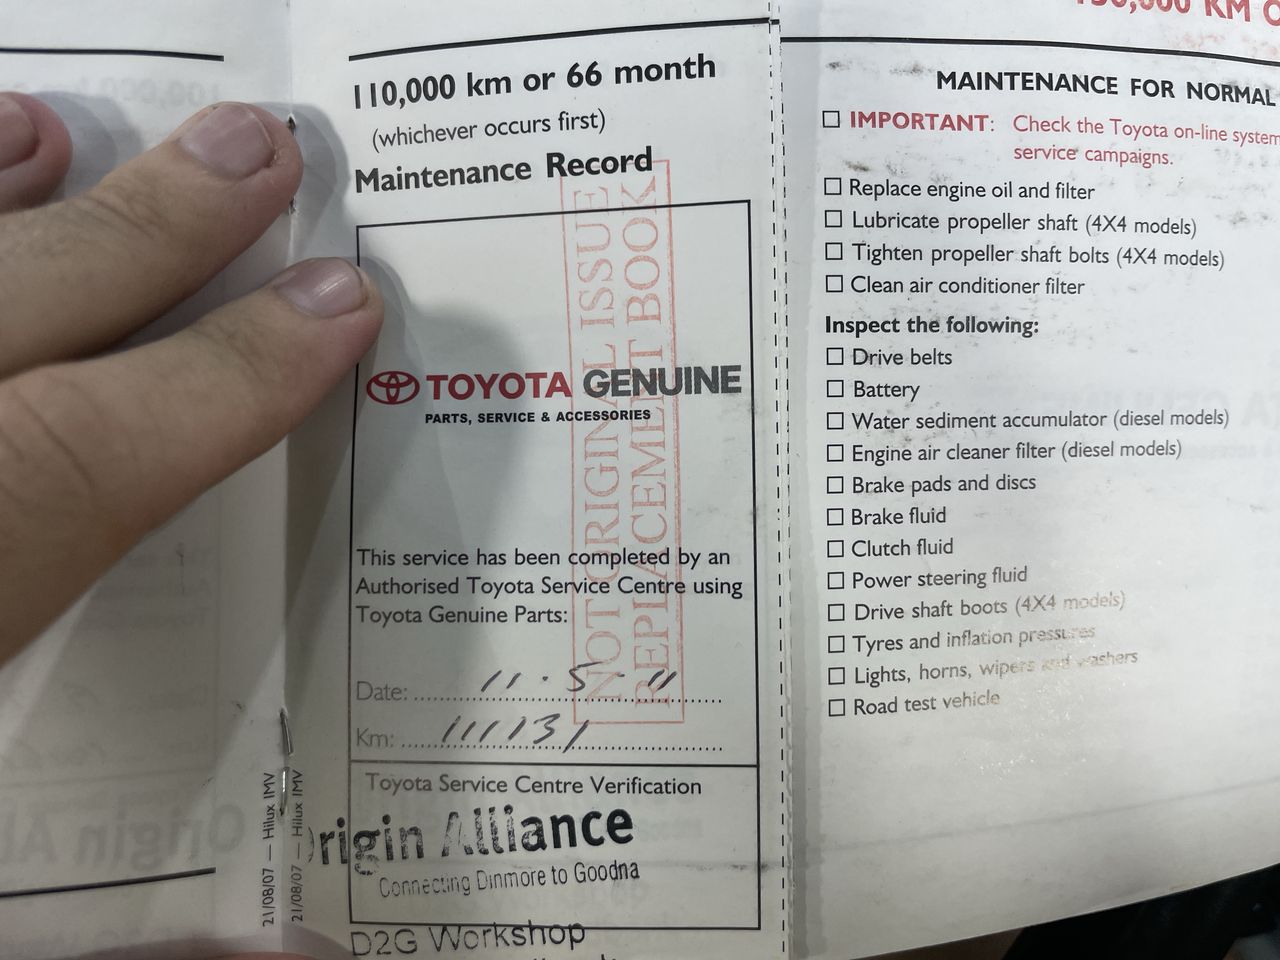 110,000 km or 66 month
(whichever occurs first)
Maintenance Record
TOYOTA GENUINE
PARTS, SERVICE & ACCESSORIES
NOT ORIGINAL ISSUE
REPLACEMENT BOOK
This service has been completed by an
Authorised Toyota Service Centre using
Toyota Genuine Parts:
Date: 11 . 5 - 11
Km: 111131
Toyota Service Centre Verification
Origin Alliance
Connecting Dinmore to Goodna
D2G Workshop
21/08/07 — Hilux IMV
21/08/07 — Hilux IMV
KM
MAINTENANCE FOR NORMAL
IMPORTANT: Check the Toyota on-line system
service campaigns.
Replace engine oil and filter
Lubricate propeller shaft (4X4 models)
Tighten propeller shaft bolts (4X4 models)
Clean air conditioner filter
Inspect the following:
Drive belts
Battery
Water sediment accumulator (diesel models)
Engine air cleaner filter (diesel models)
Brake pads and discs
Brake fluid
Clutch fluid
Power steering fluid
Drive shaft boots (4X4 models)
Tyres and inflation pressures
Lights, horns, wipers and washers
Road test vehicle